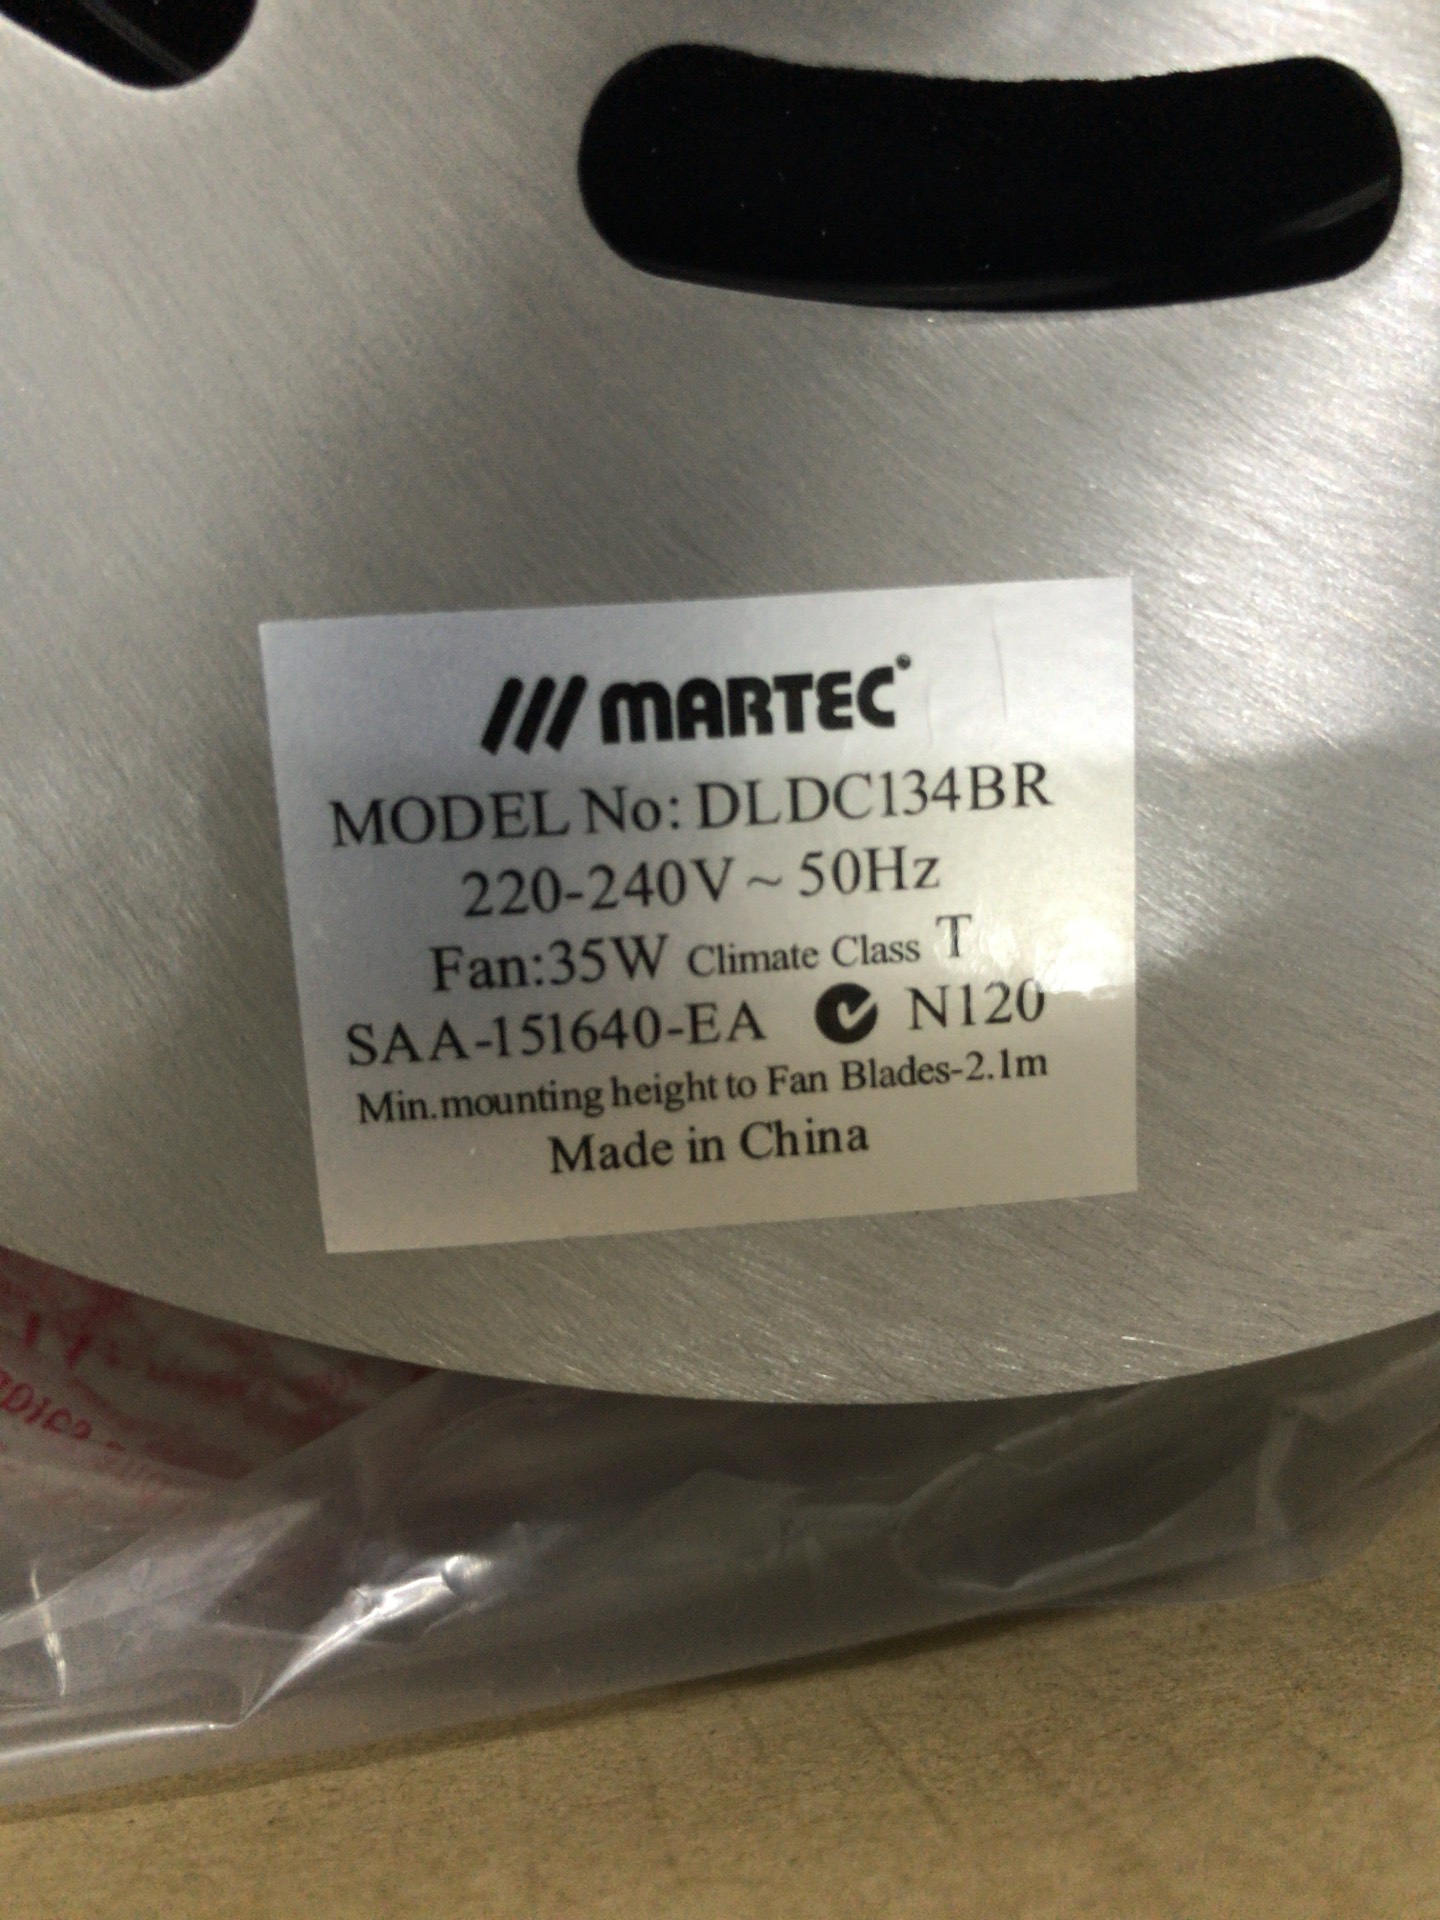 MARTEC
MODEL No: DLDC134BR
220-240V ~ 50Hz
Fan:35W Climate Class T
SAA-151640-EA N120
Min.mounting height to Fan Blades-2.1m
Made in China